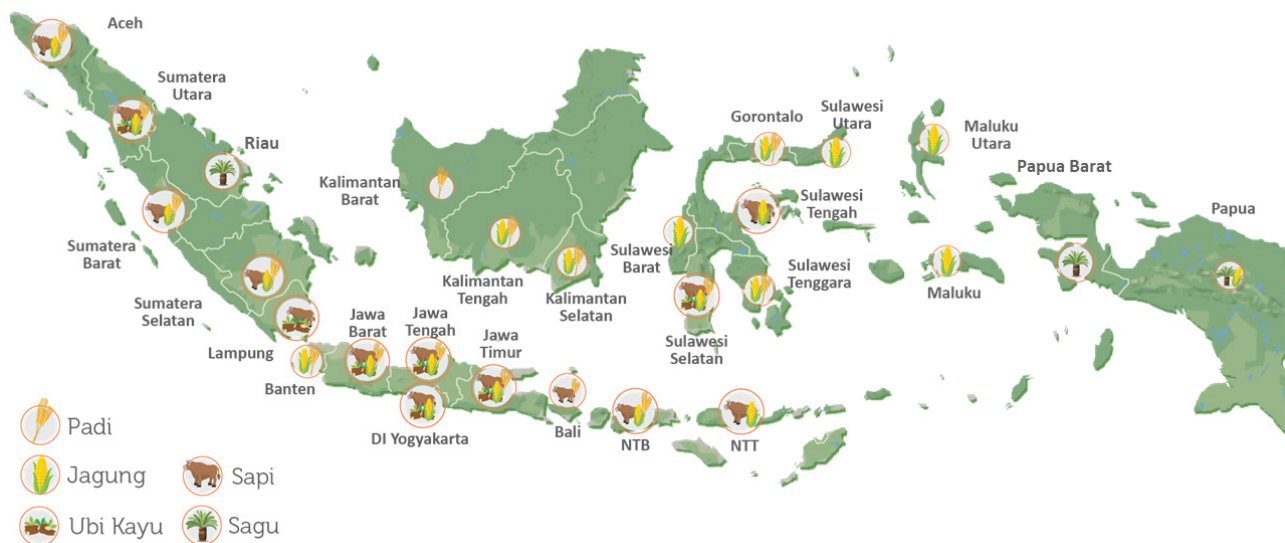 Aceh
Sumatera
Utara
Riau
Sumatera
Barat
Sumatera
Selatan
Lampung
Banten
Jawa
Barat
Jawa
Tengah
Jawa
Timur
DI Yogyakarta
Bali
NTB
NTT
Kalimantan
Barat
Kalimantan
Tengah
Kalimantan
Selatan
Gorontalo
Sulawesi
Utara
Sulawesi
Tengah
Sulawesi
Barat
Sulawesi
Tenggara
Sulawesi
Selatan
Maluku
Utara
Maluku
Papua Barat
Papua
Padi
Jagung
Ubi Kayu
Sapi
Sagu